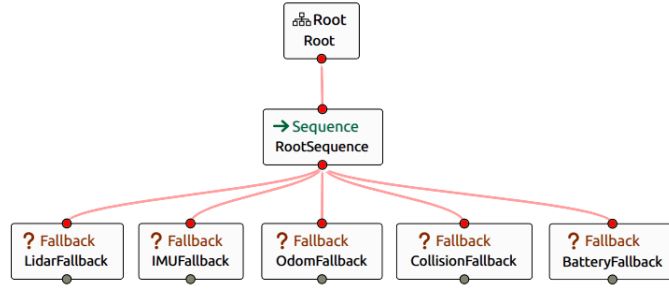 Root
Root
Sequence
RootSequence
? Fallback
LidarFallback
? Fallback
IMUFallback
? Fallback
OdomFallback
? Fallback
CollisionFallback
? Fallback
BatteryFallback